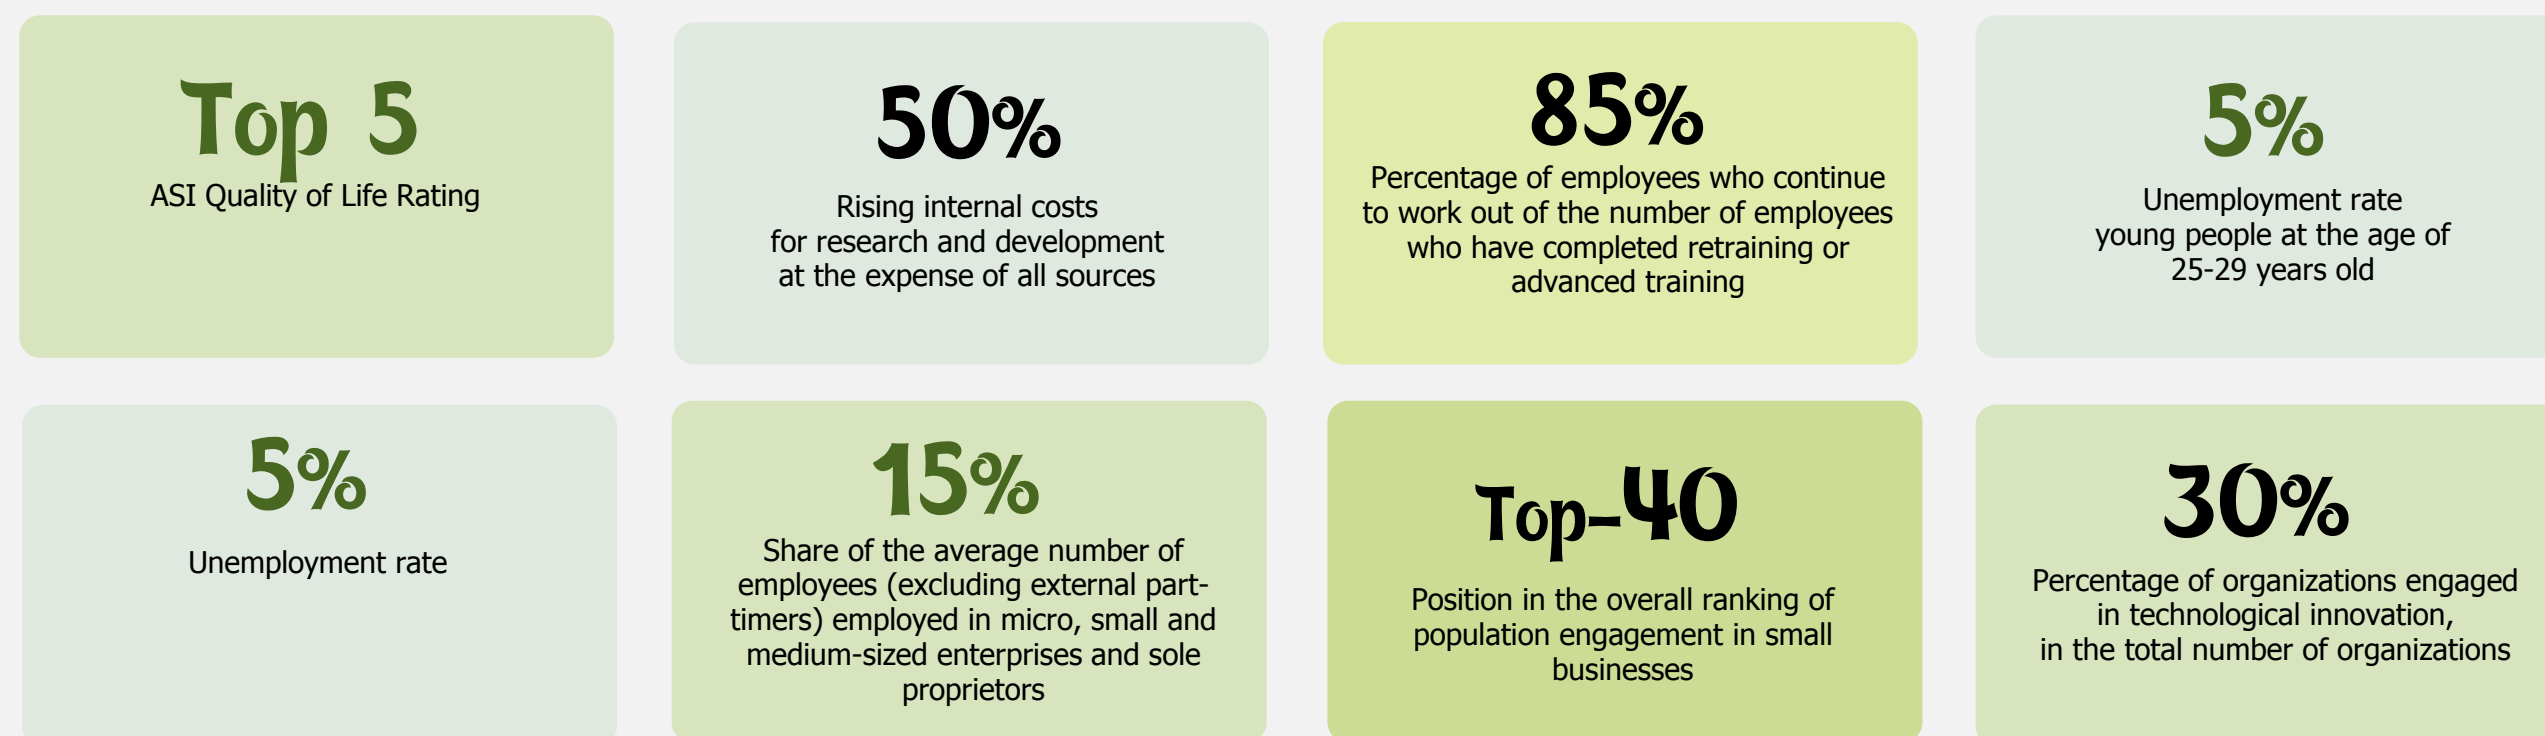 Top 5
ASI Quality of Life Rating
50%
Rising internal costs
for research and development
at the expense of all sources
85%
Percentage of employees who continue
to work out of the number of employees
who have completed retraining or
advanced training
5%
Unemployment rate
young people at the age of
25-29 years old
5%
Unemployment rate
15%
Share of the average number of
employees (excluding external part-
timers) employed in micro, small and
medium-sized enterprises and sole
proprietors
Top-40
Position in the overall ranking of
population engagement in small
businesses
30%
Percentage of organizations engaged
in technological innovation,
in the total number of organizations